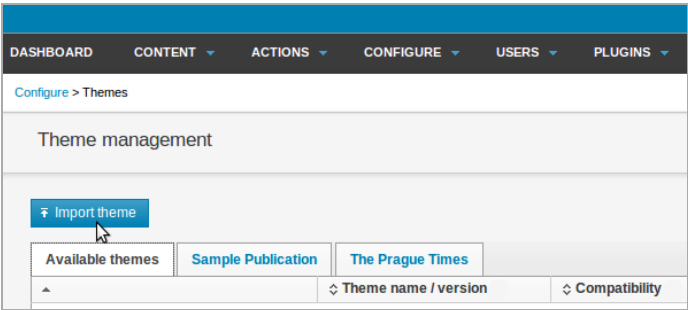 DASHBOARD CONTENT ACTIONS CONFIGURE USERS PLUGINS
Configure > Themes
Theme management
Import theme
Available themes Sample Publication The Prague Times
Theme name / version Compatibility